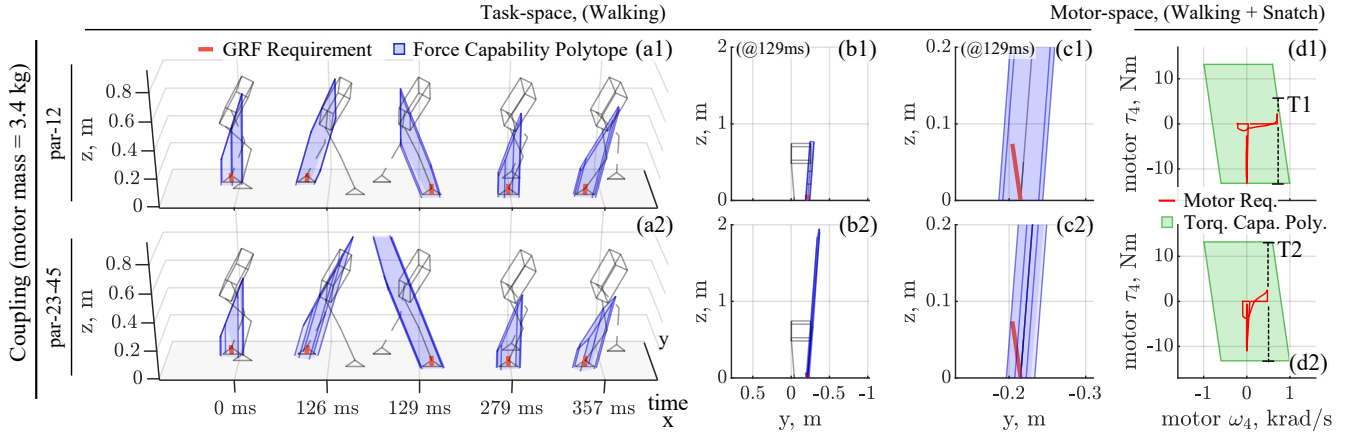 Task-space, (Walking)
Motor-space, (Walking + Snatch)
GRF Requirement
Force Capability Polytope
(a1)
(@129ms)
(b1)
(@129ms)
(c1)
(d1)
Coupling (motor mass = 3.4 kg)
par-12
z, m
0.8
0.6
0.4
0.2
0
z, m
2
1
0
z, m
0.2
0.1
0
motor τ4, Nm
10
0
-10
T1
Motor Req.
Torq. Capa. Poly.
par-23-45
(a2)
z, m
0.8
0.6
0.4
0.2
0
y
(b2)
z, m
2
1
0
(c2)
z, m
0.2
0.1
0
motor τ4, Nm
10
0
-10
T2
(d2)
0 ms
126 ms
129 ms
279 ms
357 ms
time
x
0.5
0
-0.5
-1
y, m
-0.2
-0.3
y, m
-1
0
1
motor ω4, krad/s